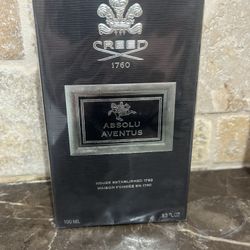 CREED
1760
ABSOLU
AVENTUS
HOUSE ESTABLISHED 1760
MAISON FONDÉE EN 1760
100 ML
3.3 FL.OZ